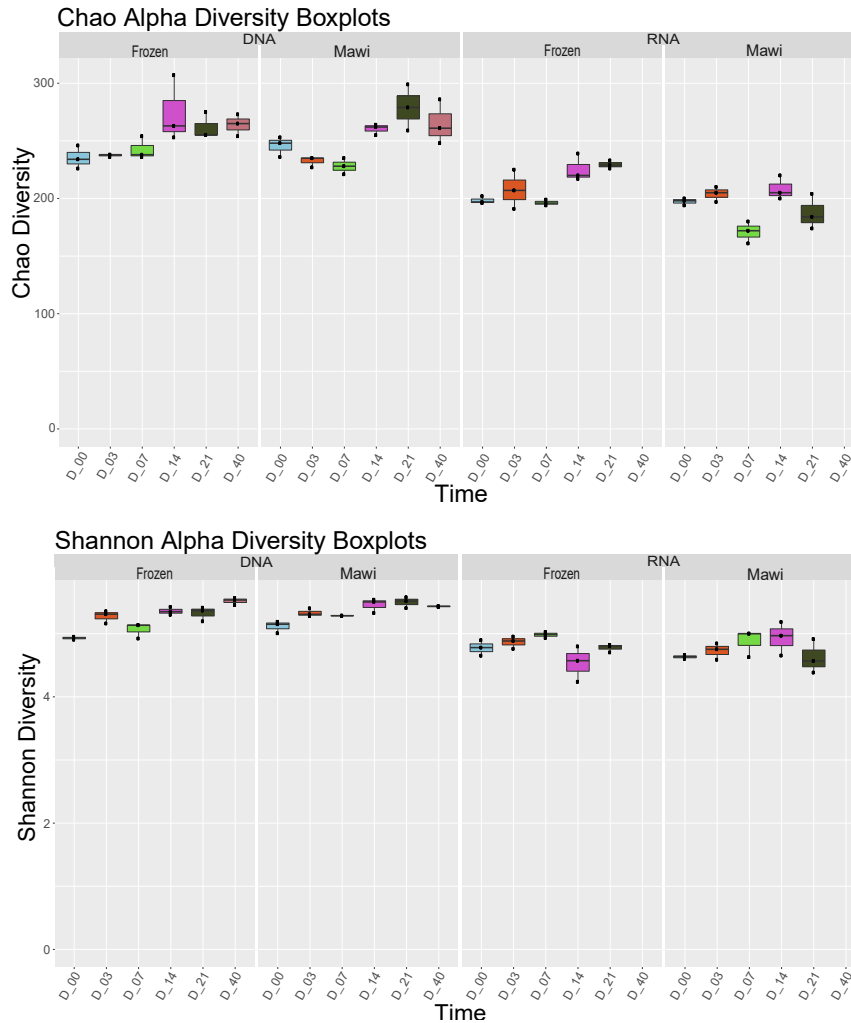 Chao Alpha Diversity Boxplots
DNA RNA
Frozen Mawi Frozen Mawi
300
200
100
0
Chao Diversity
D_00 D_03 D_07 D_14 D_21 D_40 D_00 D_03 D_07 D_14 D_21 D_40 D_00 D_03 D_07 D_14 D_21 D_40 D_00 D_03 D_07 D_14 D_21 D_40
Time
Shannon Alpha Diversity Boxplots
DNA RNA
Frozen Mawi Frozen Mawi
4
2
0
Shannon Diversity
D_00 D_03 D_07 D_14 D_21 D_40 D_00 D_03 D_07 D_14 D_21 D_40 D_00 D_03 D_07 D_14 D_21 D_40 D_00 D_03 D_07 D_14 D_21 D_40
Time